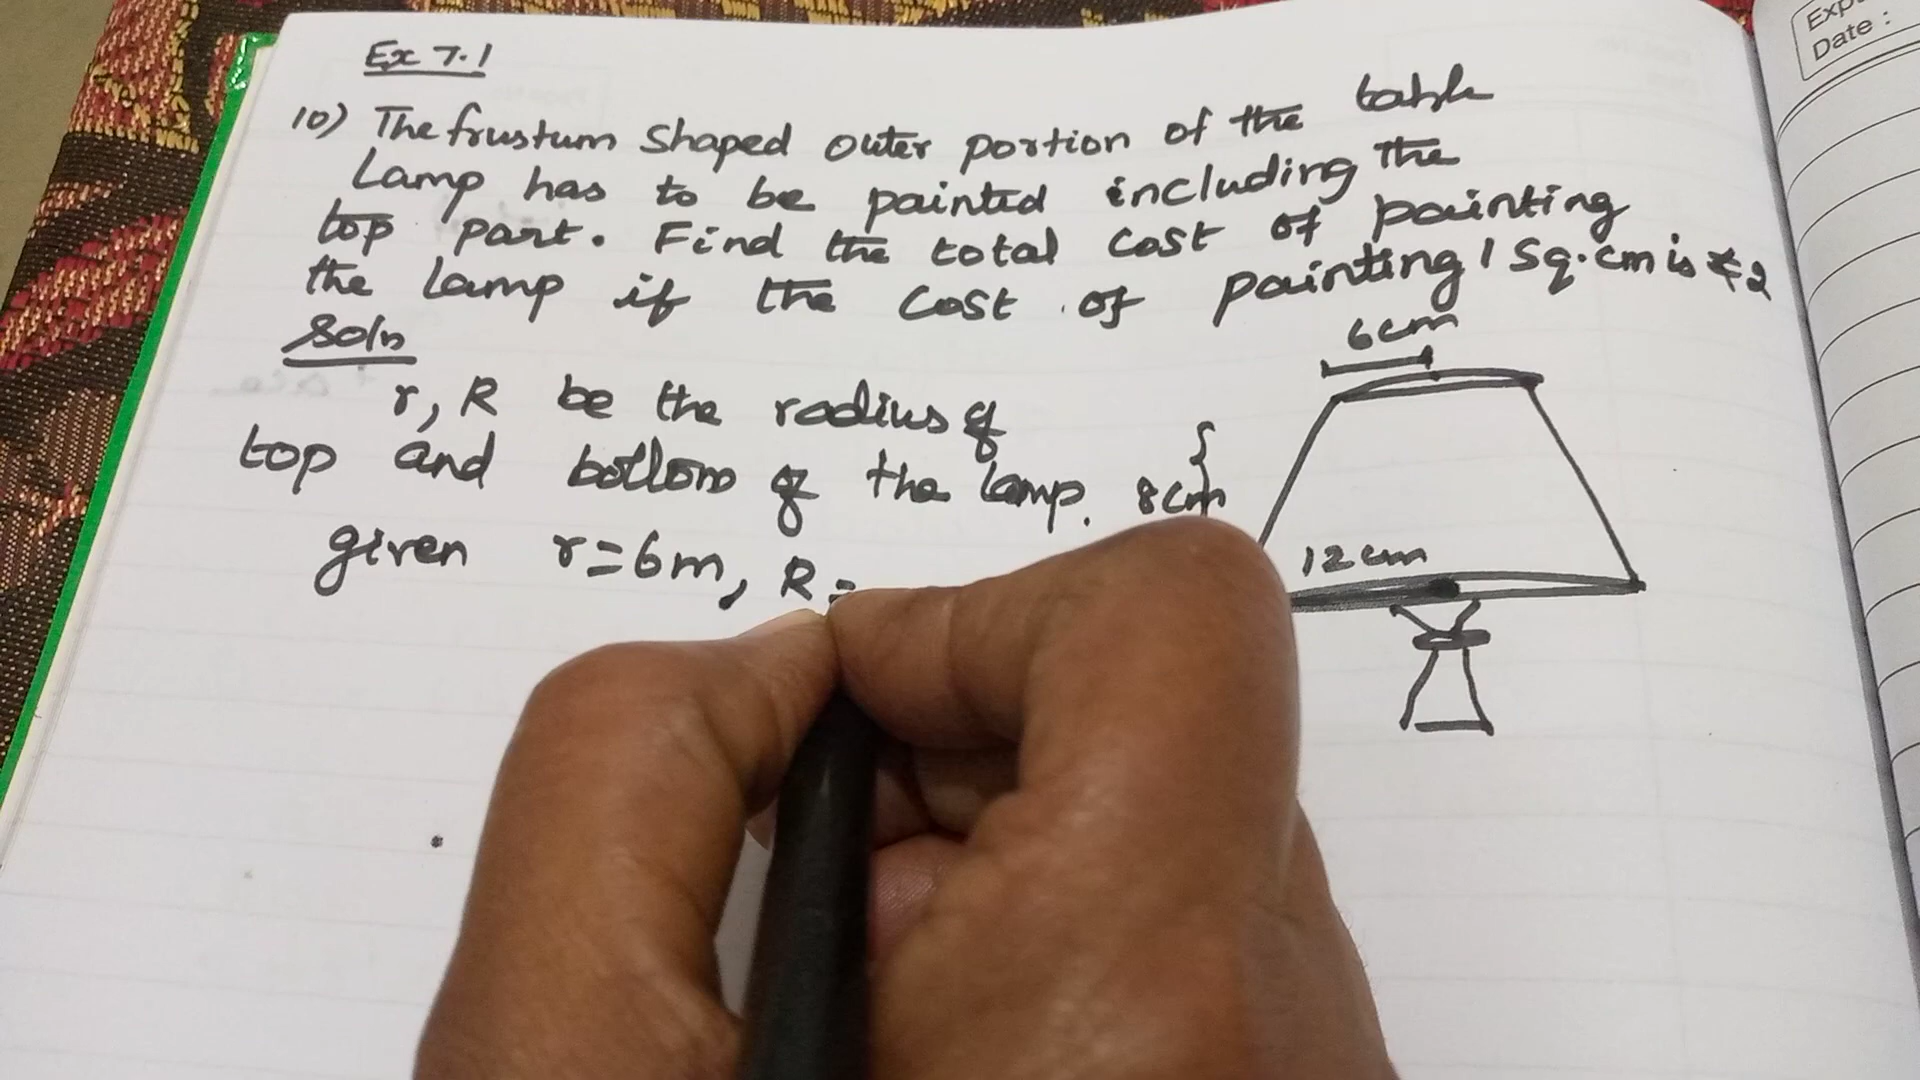 Ex 7.1
10) The frustum shaped outer portion of the table
Lamp has to be painted including the
top part. Find the total cost of painting
the lamp if the cost of painting 1 Sq.cm is ₹2
Soln
r, R be the radius of
top and bottom of the lamp.
given r=6m, R=
6cm
8cm
12cm
Date :